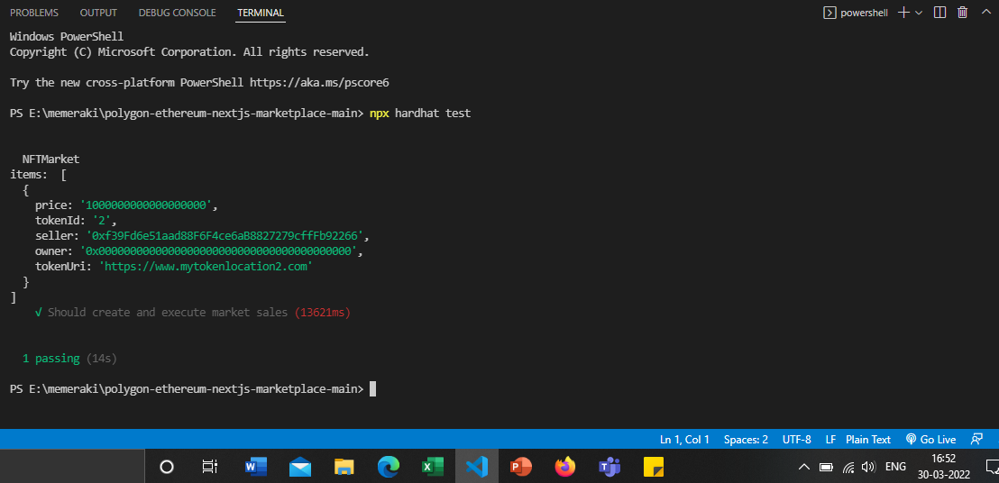 PROBLEMS OUTPUT DEBUG CONSOLE TERMINAL powershell
Windows PowerShell
Copyright (C) Microsoft Corporation. All rights reserved.
Try the new cross-platform PowerShell https://aka.ms/pscore6
PS E:\memeraki\polygon-ethereum-nextjs-marketplace-main> npx hardhat test
NFTMarket
items: [
{
price: '1000000000000000000',
tokenId: '2',
seller: '0xf39Fd6e51aad88F6F4ce6aB8827279cffFb92266',
owner: '0x0000000000000000000000000000000000000000',
tokenUri: 'https://www.mytokenlocation2.com'
}
]
√ Should create and execute market sales (13621ms)
1 passing (14s)
PS E:\memeraki\polygon-ethereum-nextjs-marketplace-main>
Ln 1, Col 1 Spaces: 2 UTF-8 LF Plain Text Go Live
ENG 16:52
30-03-2022